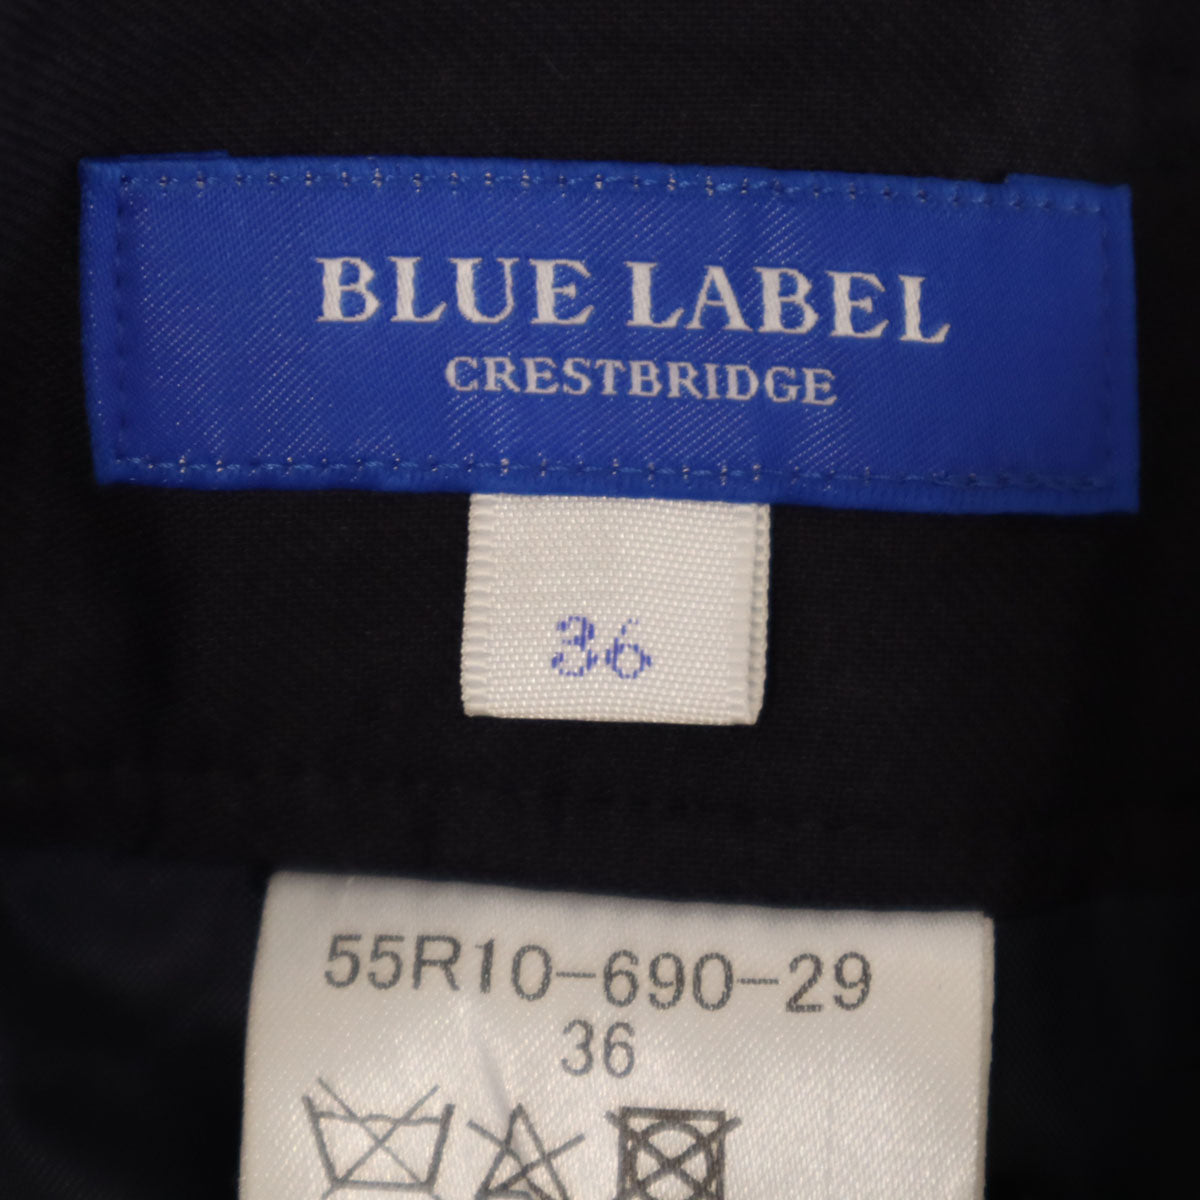 BLUE LABEL
CRESTBRIDGE
36
55R10-690-29
36